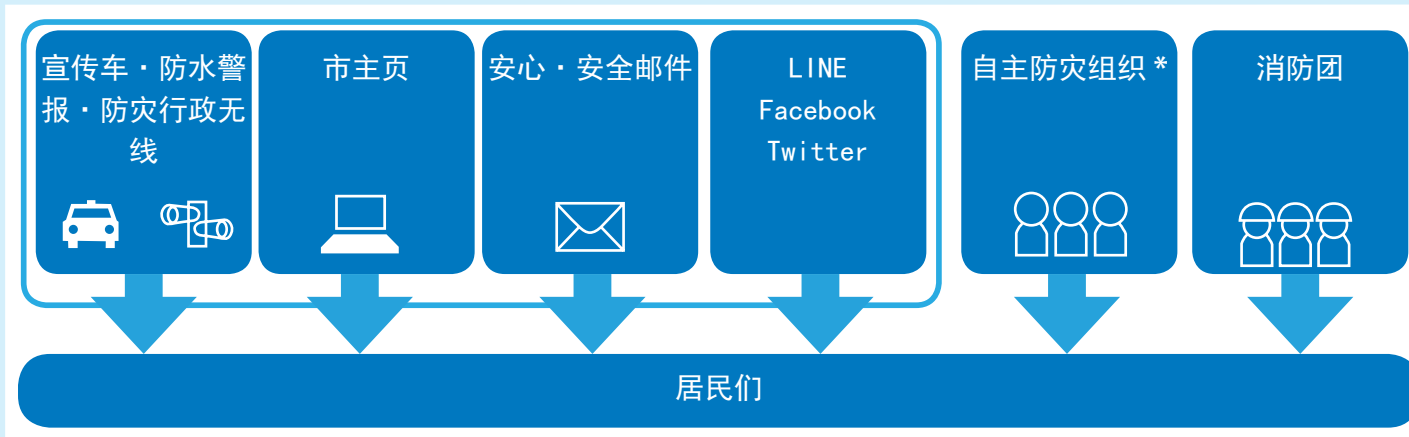 宣传车・防水警
报・防灾行政无
线
市主页
安心・安全邮件
LINE
Facebook
Twitter
自主防灾组织*
消防团
居民们